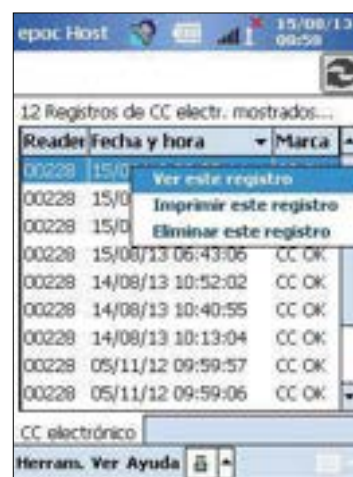 epoc Host 15/08/13
09:59
12 Registros de CC electr. mostrados...
Reader Fecha y hora Marca
00228 15/0
Ver este registro
00228 15/0
Imprimir este registro
00228 15/0
Eliminar este registro
00228 15/08/13 06:43:06 CC OK
00228 14/08/13 10:52:02 CC OK
00228 14/08/13 10:40:55 CC OK
00228 14/08/13 10:13:04 CC OK
00228 05/11/12 09:59:57 CC OK
00228 05/11/12 09:59:06 CC OK
CC electrónico
Herram. Ver Ayuda